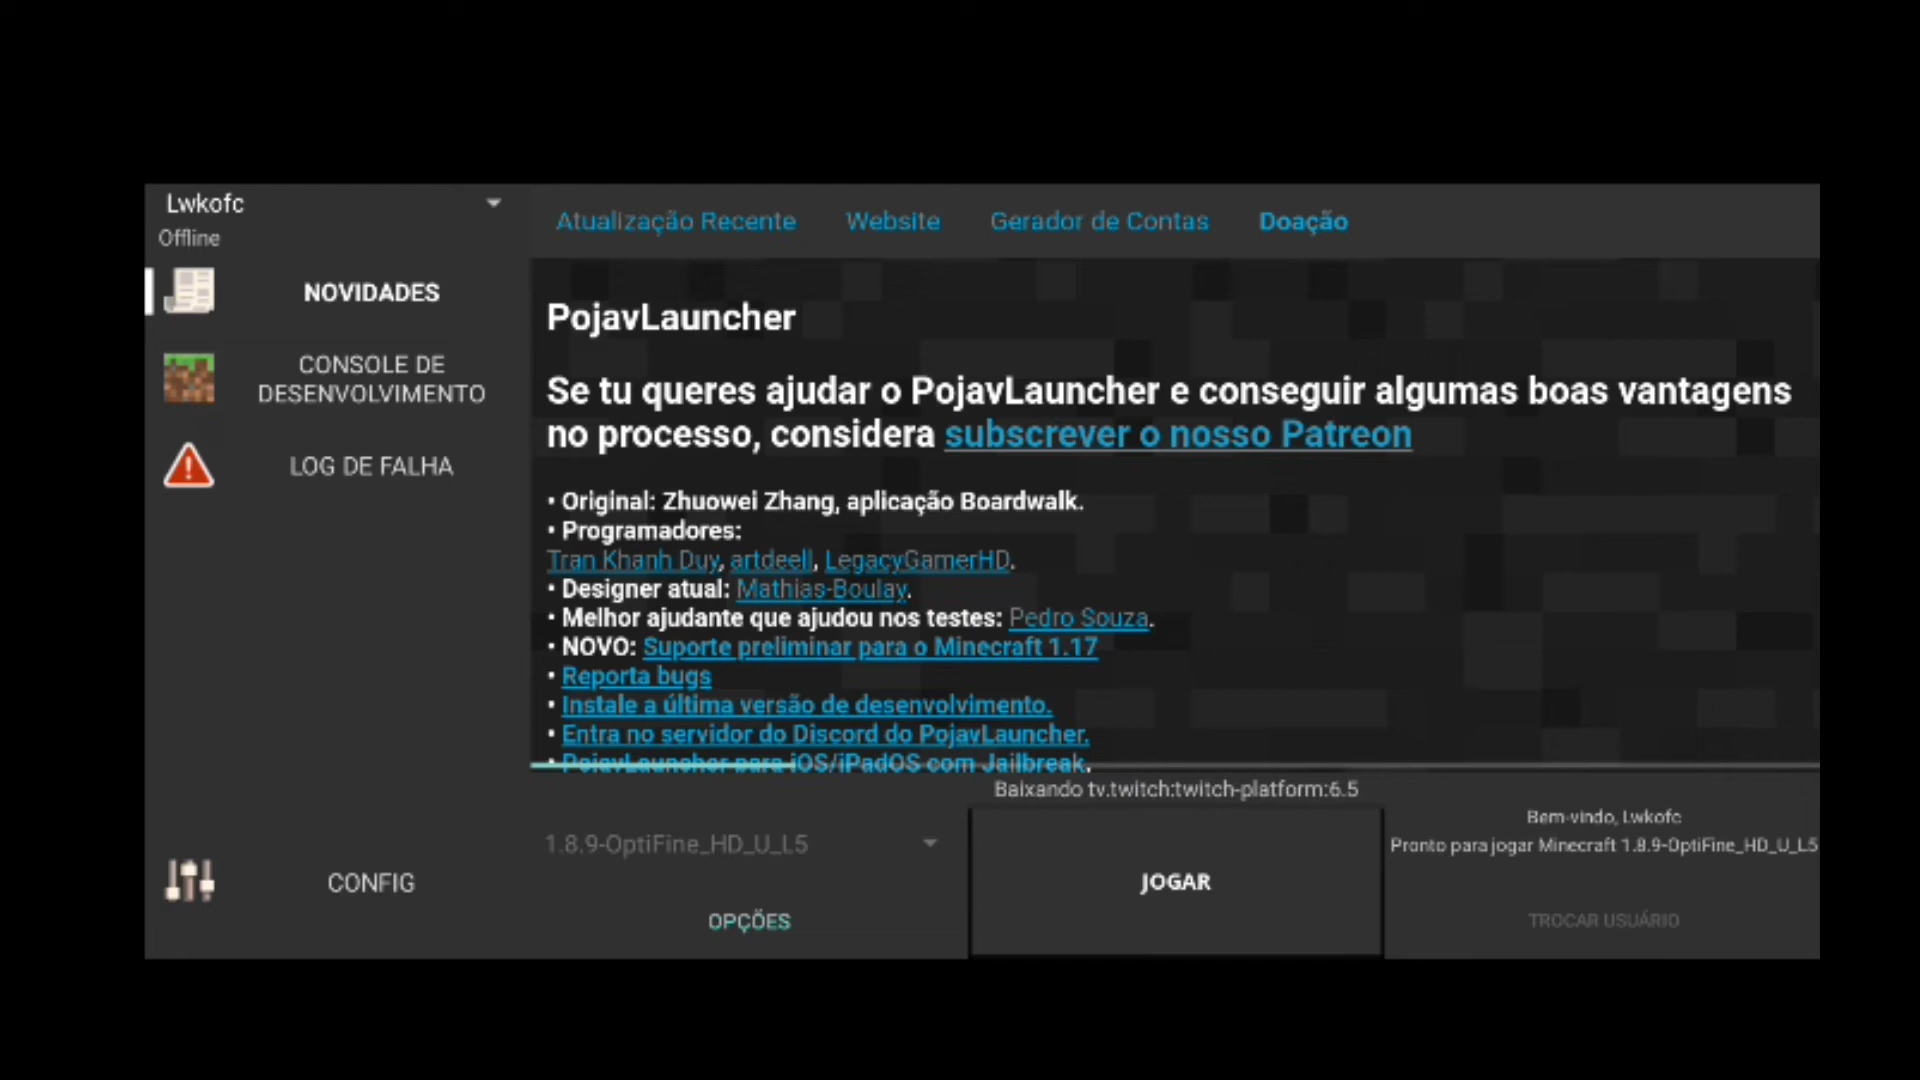 Lwkofc
Offline
NOVIDADES
CONSOLE DE
DESENVOLVIMENTO
LOG DE FALHA
CONFIG
Atualização Recente Website Gerador de Contas Doação
PojavLauncher
Se tu queres ajudar o PojavLauncher e conseguir algumas boas vantagens
no processo, considera subscrever o nosso Patreon
• Original: Zhuowei Zhang, aplicação Boardwalk.
• Programadores:
Tran Khanh Duy, artdeell, LegacyGamerHD.
• Designer atual: Mathias-Boulay.
• Melhor ajudante que ajudou nos testes: Pedro Souza.
• NOVO: Suporte preliminar para o Minecraft 1.17
• Reporta bugs
• Instale a última versão de desenvolvimento.
• Entra no servidor do Discord do PojavLauncher.
• PojavLauncher para iOS/iPadOS com Jailbreak.
Baixando tv.twitch:twitch-platform:6.5
1.8.9-OptiFine_HD_U_L5
OPÇÕES
JOGAR
Bem-vindo, Lwkofc
Pronto para jogar Minecraft 1.8.9-OptiFine_HD_U_L5
TROCAR USUÁRIO